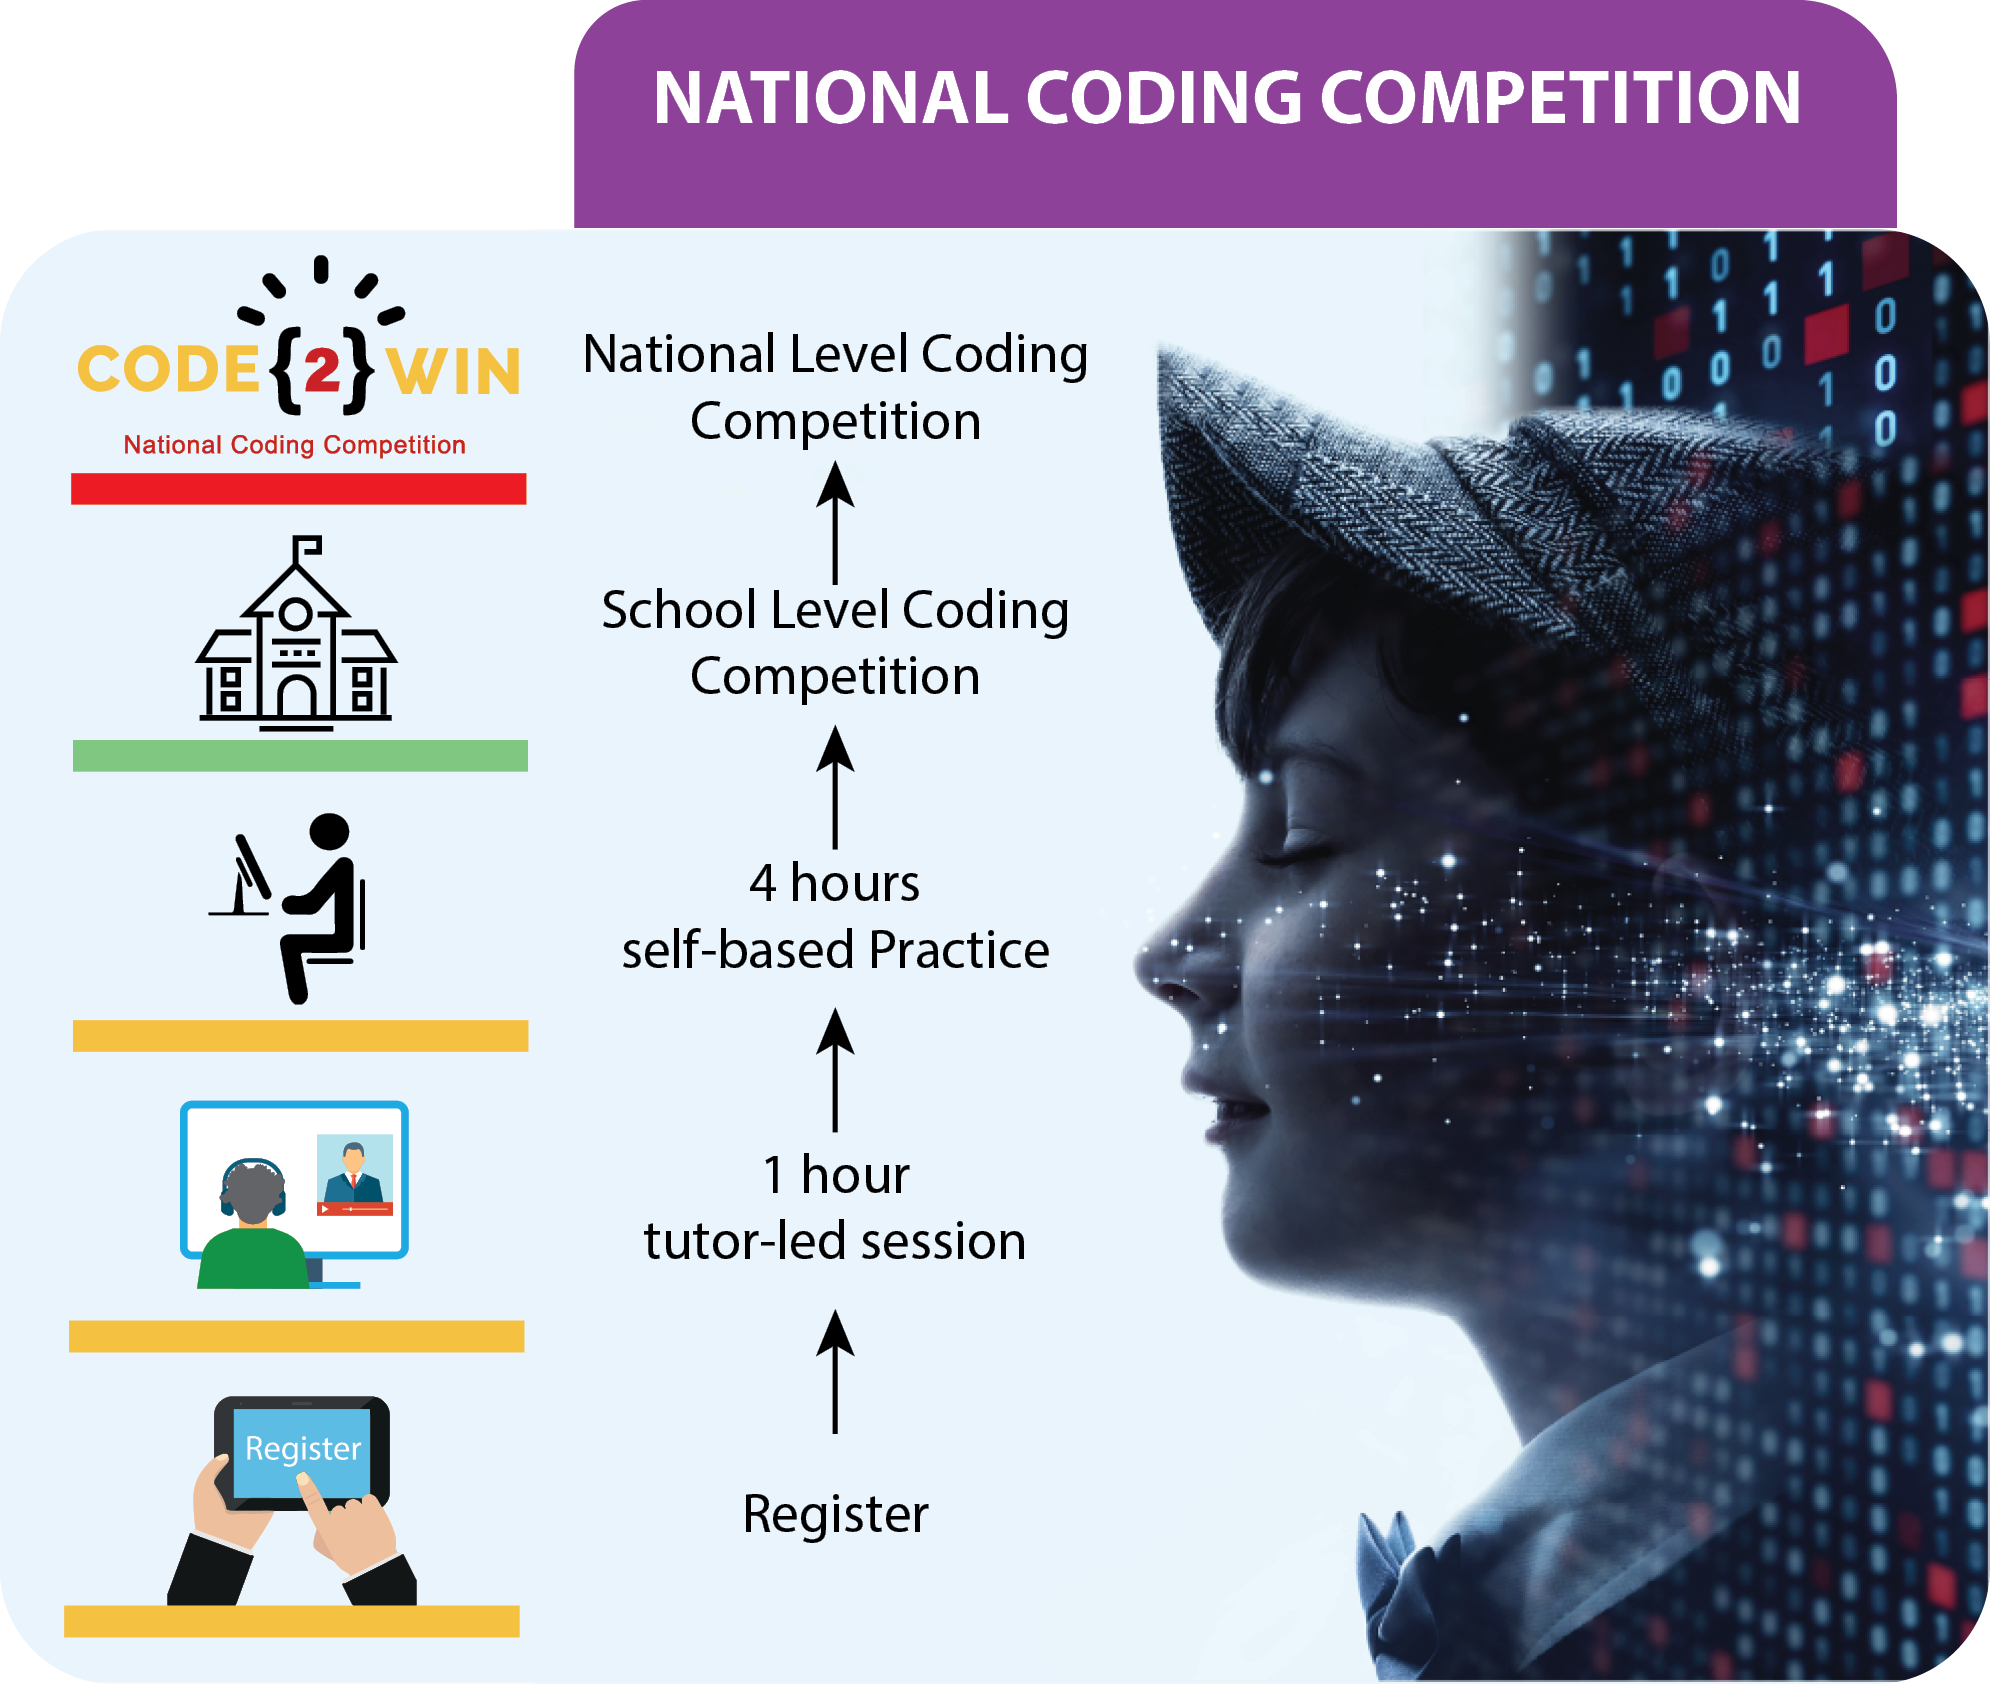 NATIONAL CODING COMPETITION
CODE {2} WIN
National Coding Competition
National Level Coding
Competition
School Level Coding
Competition
4 hours
self-based Practice
1 hour
tutor-led session
Register
Register